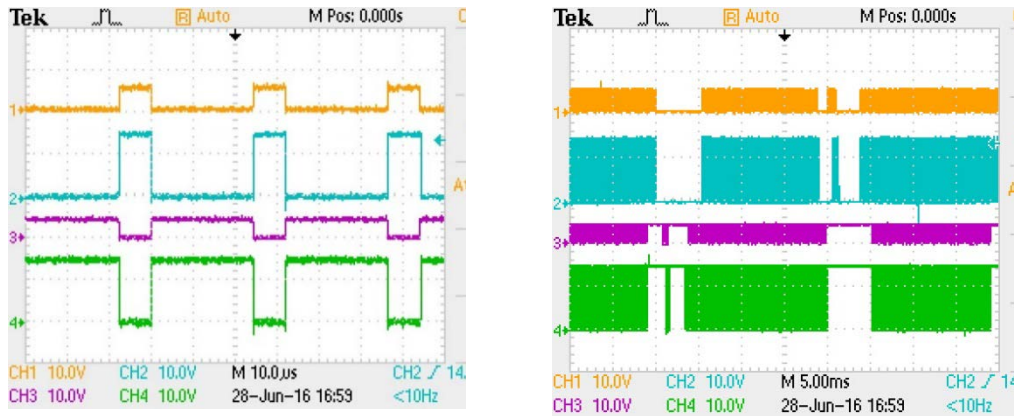 Tek R Auto M Pos: 0.000s
1
2
3
4
CH1 10.0V CH2 10.0V M 10.0µs CH2 14.
CH3 10.0V CH4 10.0V 28-Jun-16 16:59 <10Hz
Tek R Auto M Pos: 0.000s
1
2
3
4
CH1 10.0V CH2 10.0V M 5.00ms CH2 14
CH3 10.0V CH4 10.0V 28-Jun-16 16:59 <10Hz